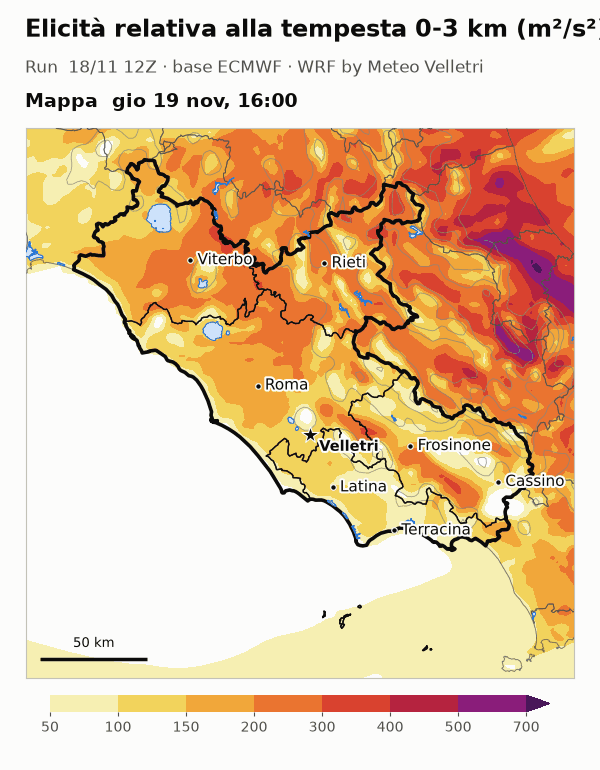 Elicità relativa alla tempesta 0-3 km (m²/s²)
Run  18/11 12Z · base ECMWF · WRF by Meteo Velletri
Mappa  gio 19 nov, 16:00
Viterbo
Rieti
Roma
Velletri
Frosinone
Cassino
Latina
Terracina
50 km
50 100 150 200 300 400 500 700